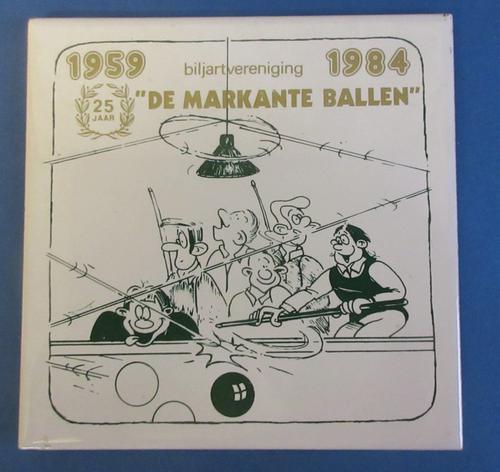 1959 biljartvereniging 1984
25 JAAR "DE MARKANTE BALLEN"